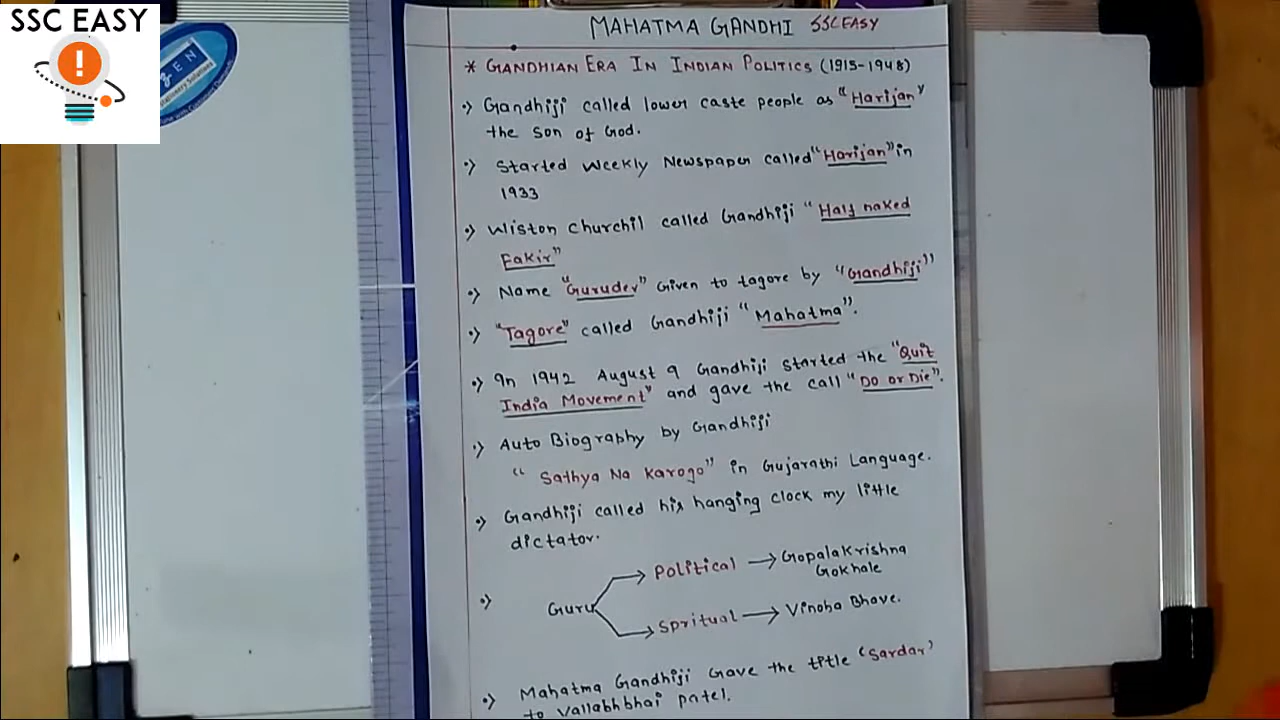 SSC EASY
MAHATMA GANDHI SSC EASY
* GANDHIAN ERA IN INDIAN POLITICS (1915-1948)
•> Gandhiji called lower caste people as "Harijan"
the son of God.
•> Started Weekly Newspaper called "Harijan" in
1933
•> Wiston Churchil called Gandhiji "Half naked
Fakir"
•> Name "Gurudev" Given to tagore by "Gandhiji"
•> "Tagore" called Gandhiji "Mahatma".
•> In 1942 August 9 Gandhiji started the "Quit
India Movement" and gave the call "Do or Die".
•> Auto Biography by Gandhiji
"Sathya Na Karogo" in Gujarathi Language.
•> Gandhiji called his hanging clock my little
dictator.
•> Guru
Political → Gopalakrishna
Gokhale
Spritual → Vinoha Bhave.
•> Mahatma Gandhiji Gave the title 'Sardar'
to Vallabhbhai patel.